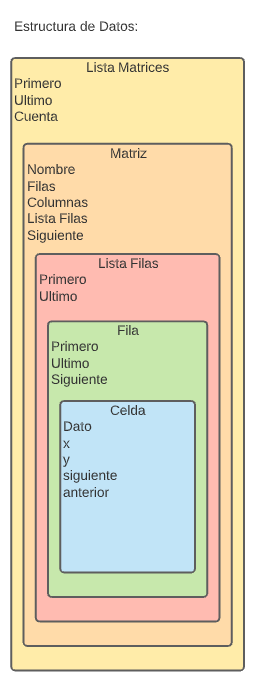 Estructura de Datos:
Lista Matrices
Primero
Ultimo
Cuenta
Matriz
Nombre
Filas
Columnas
Lista Filas
Siguiente
Lista Filas
Primero
Ultimo
Fila
Primero
Ultimo
Siguiente
Celda
Dato
x
y
siguiente
anterior